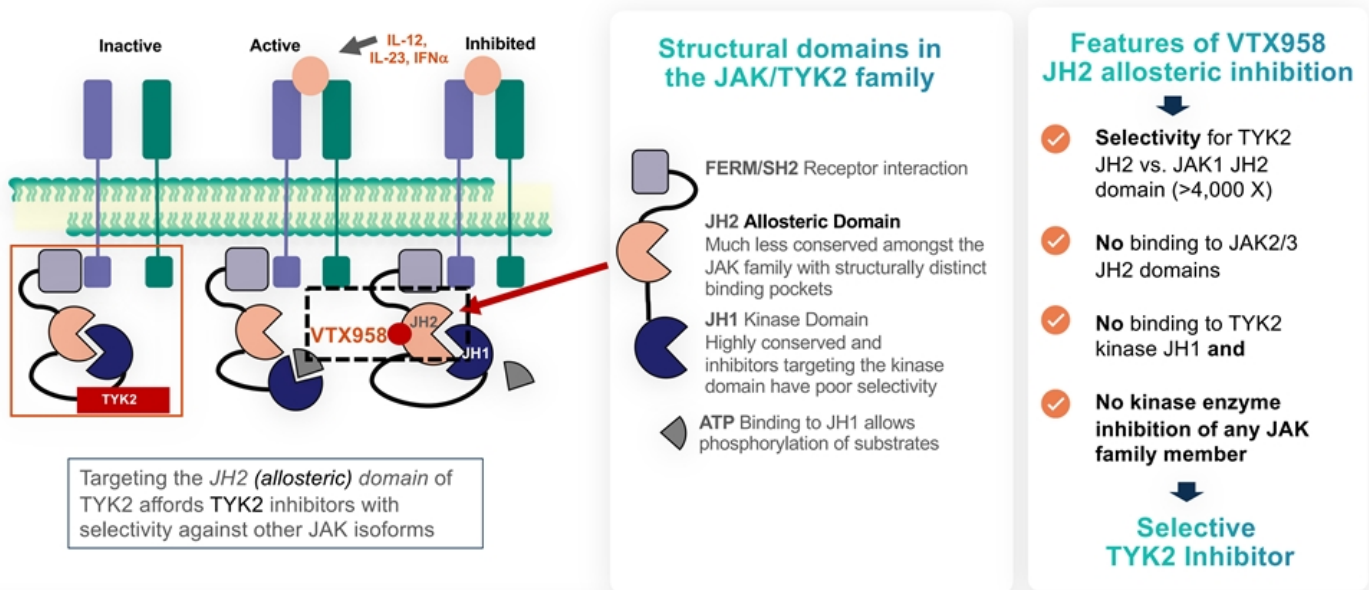 Inactive
Active
IL-12,
IL-23, IFNα
Inhibited
VTX958
JH2
JH1
TYK2
Targeting the JH2 (allosteric) domain of
TYK2 affords TYK2 inhibitors with
selectivity against other JAK isoforms
Structural domains in
the JAK/TYK2 family
FERM/SH2 Receptor interaction
JH2 Allosteric Domain
Much less conserved amongst the
JAK family with structurally distinct
binding pockets
JH1 Kinase Domain
Highly conserved and
inhibitors targeting the kinase
domain have poor selectivity
ATP Binding to JH1 allows
phosphorylation of substrates
Features of VTX958
JH2 allosteric inhibition
Selectivity for TYK2
JH2 vs. JAK1 JH2
domain (>4,000 X)
No binding to JAK2/3
JH2 domains
No binding to TYK2
kinase JH1 and
No kinase enzyme
inhibition of any JAK
family member
Selective
TYK2 Inhibitor